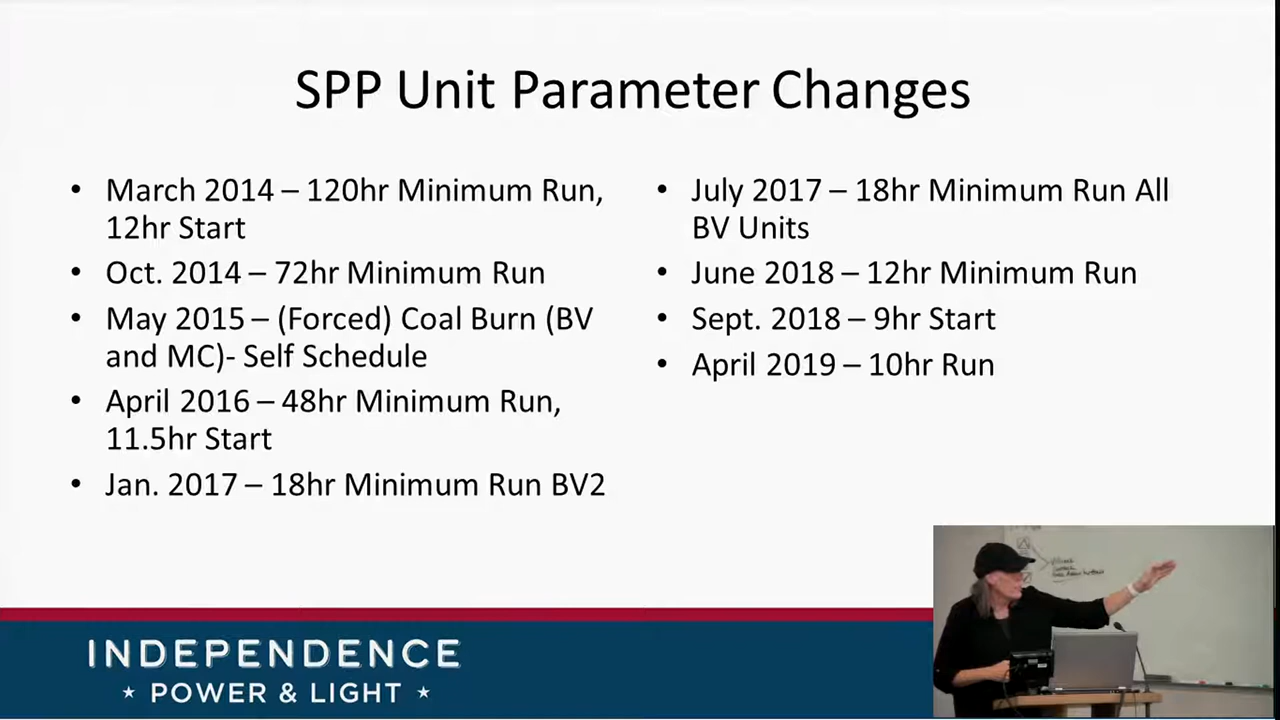 SPP Unit Parameter Changes
• March 2014 – 120hr Minimum Run,
12hr Start
• Oct. 2014 – 72hr Minimum Run
• May 2015 – (Forced) Coal Burn (BV
and MC)- Self Schedule
• April 2016 – 48hr Minimum Run,
11.5hr Start
• Jan. 2017 – 18hr Minimum Run BV2
• July 2017 – 18hr Minimum Run All
BV Units
• June 2018 – 12hr Minimum Run
• Sept. 2018 – 9hr Start
• April 2019 – 10hr Run
INDEPENDENCE
★ POWER & LIGHT ★